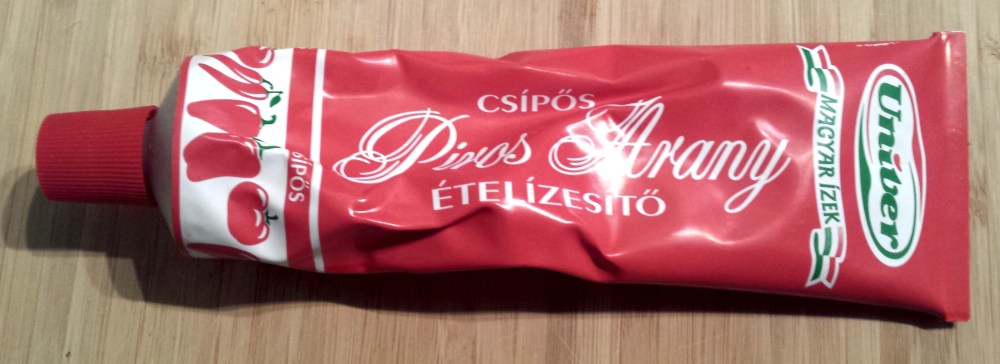 CSÍPŐS
CSÍPŐS
Piros Arany
ÉTELÍZESÍTŐ
MAGYAR ÍZEK
Univer